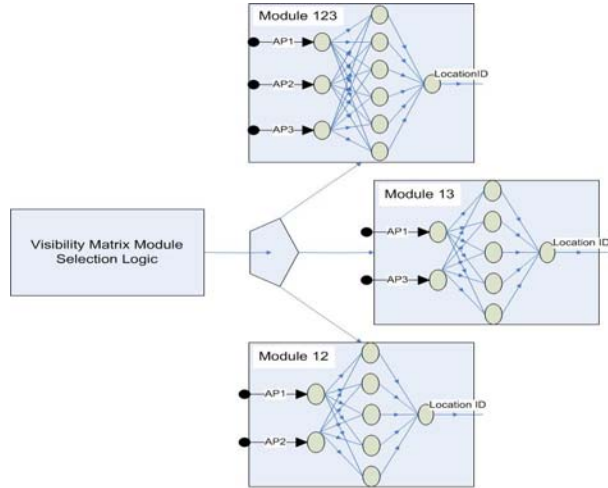 Module 123
AP1
AP2
AP3
LocationID
Visibility Matrix Module
Selection Logic
Module 13
AP1
AP3
Location ID
Module 12
AP1
AP2
Location ID